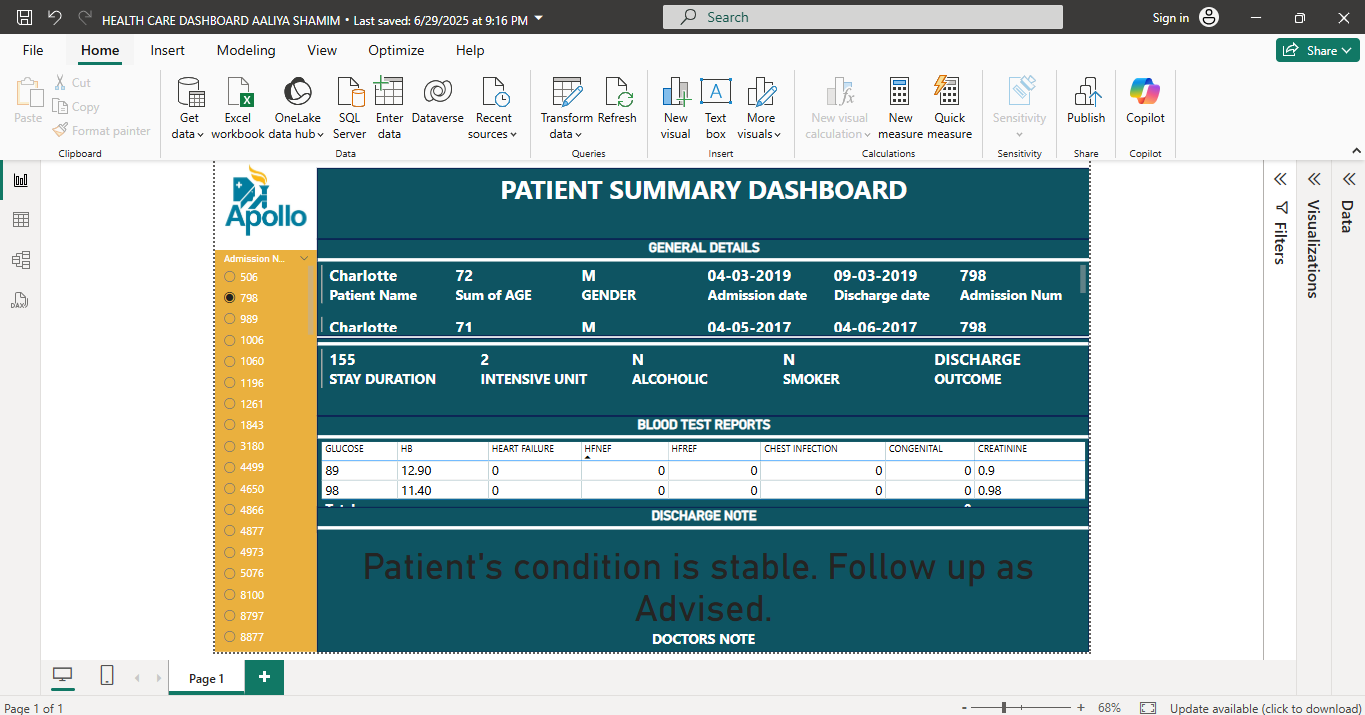 HEALTH CARE DASHBOARD AALIYA SHAMIM • Last saved: 6/29/2025 at 9:16 PM
Search
Sign in
File Home Insert Modeling View Optimize Help
Share
Paste
Cut
Copy
Format painter
Clipboard
Get data
Excel workbook
OneLake data hub
SQL Server
Enter data
Dataverse
Recent sources
Data
Transform data
Refresh
Queries
New visual
Text box
More visuals
Insert
New visual calculation
New measure
Quick measure
Calculations
Sensitivity
Sensitivity
Publish
Share
Copilot
Copilot
Apollo
Admission N...
506
798
989
1006
1060
1196
1261
1843
3180
4499
4650
4866
4877
4973
5076
8100
8797
8877
PATIENT SUMMARY DASHBOARD
GENERAL DETAILS
Charlotte 72 M 04-03-2019 09-03-2019 798
Patient Name Sum of AGE GENDER Admission date Discharge date Admission Num
Charlotte 71 M 04-05-2017 04-06-2017 798
155 2 N N DISCHARGE
STAY DURATION INTENSIVE UNIT ALCOHOLIC SMOKER OUTCOME
BLOOD TEST REPORTS
GLUCOSE HB HEART FAILURE HFNEF HFREF CHEST INFECTION CONGENITAL CREATININE
89 12.90 0 0 0 0 0 0.9
98 11.40 0 0 0 0 0 0.98
DISCHARGE NOTE
Patient's condition is stable. Follow up as
Advised.
DOCTORS NOTE
Filters
Visualizations
Data
Page 1
Page 1 of 1
- + 68%
Update available (click to download)